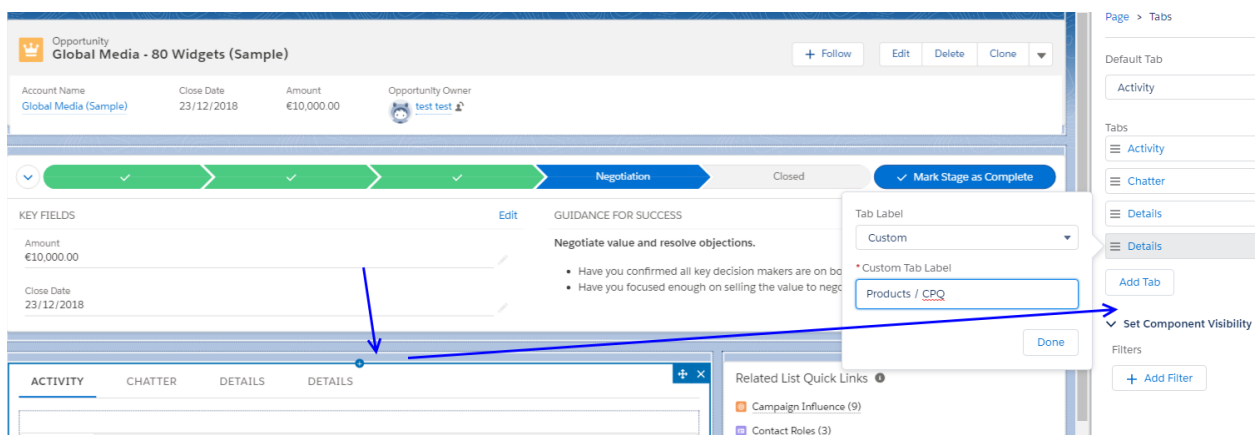 Opportunity
Global Media - 80 Widgets (Sample)
+ Follow
Edit
Delete
Clone
Account Name
Close Date
Amount
Opportunity Owner
Global Media (Sample)
23/12/2018
€10,000.00
test test
Negotiation
Closed
Mark Stage as Complete
KEY FIELDS
Edit
GUIDANCE FOR SUCCESS
Amount
€10,000.00
Close Date
23/12/2018
Negotiate value and resolve objections.
• Have you confirmed all key decision makers are on bo
• Have you focused enough on selling the value to nego
Tab Label
Custom
* Custom Tab Label
Products / CPQ
Done
ACTIVITY
CHATTER
DETAILS
DETAILS
Related List Quick Links
Campaign Influence (9)
Contact Roles (3)
Page > Tabs
Default Tab
Activity
Tabs
Activity
Chatter
Details
Details
Add Tab
Set Component Visibility
Filters
+ Add Filter